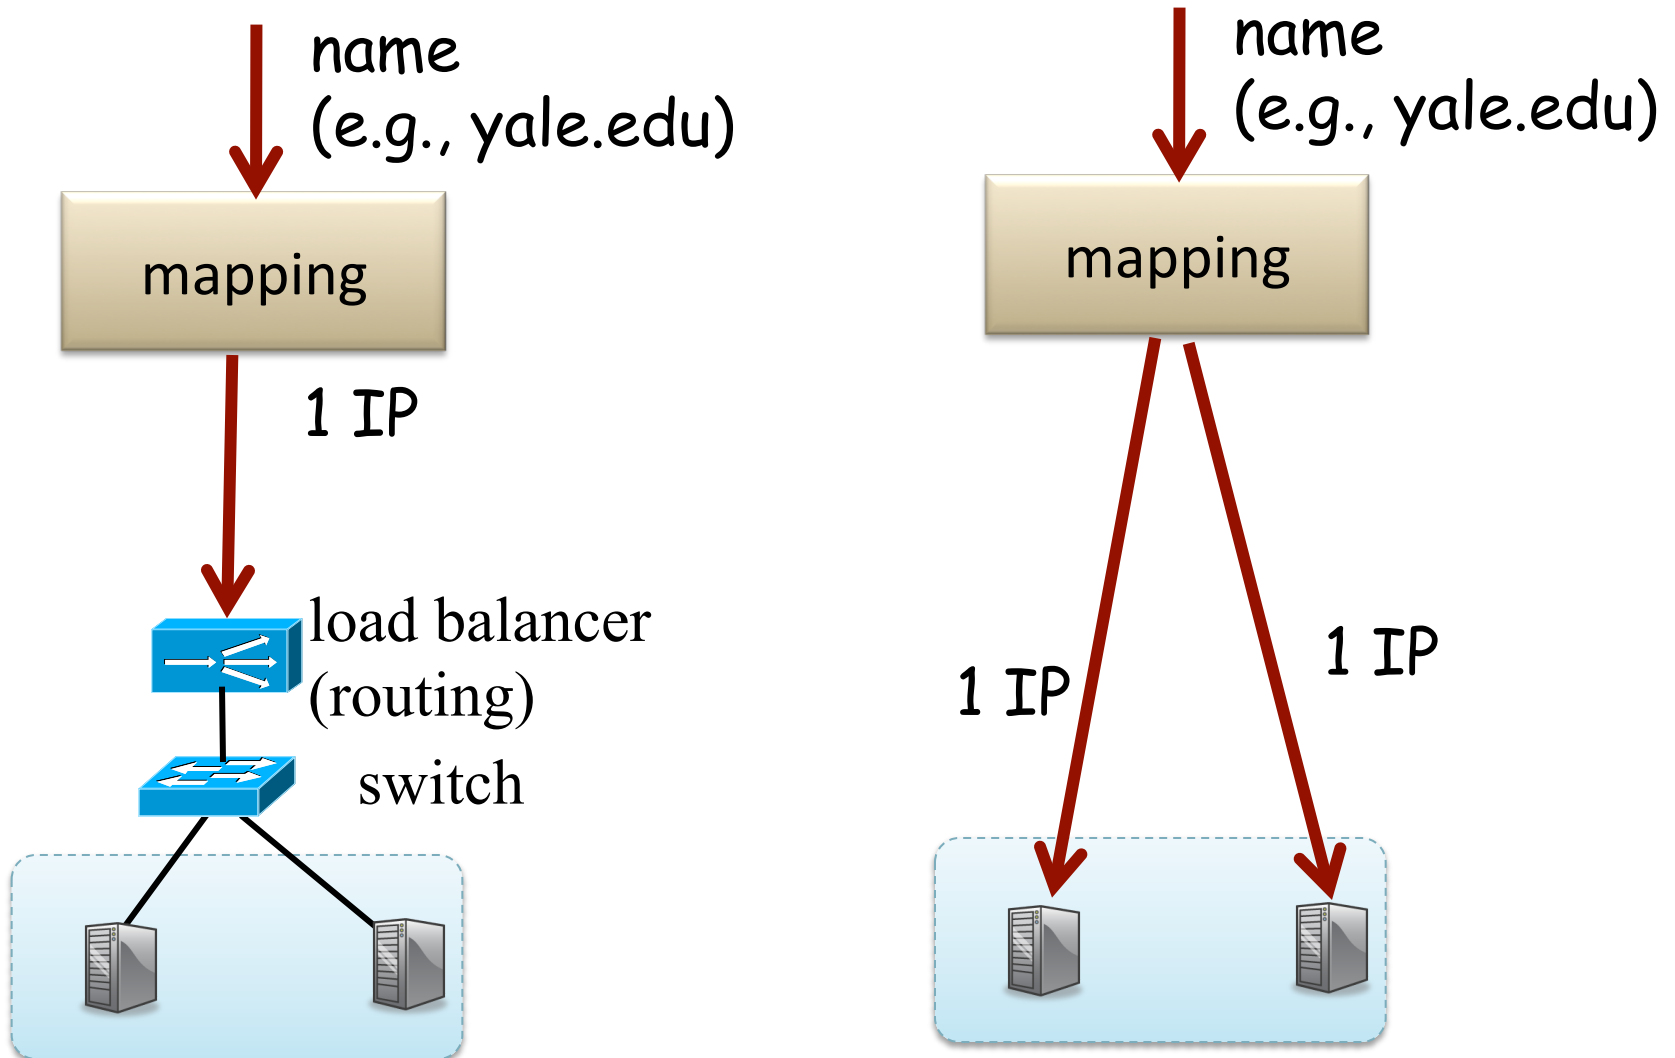 name
(e.g., yale.edu)
mapping
1 IP
load balancer
(routing)
switch
name
(e.g., yale.edu)
mapping
1 IP
1 IP